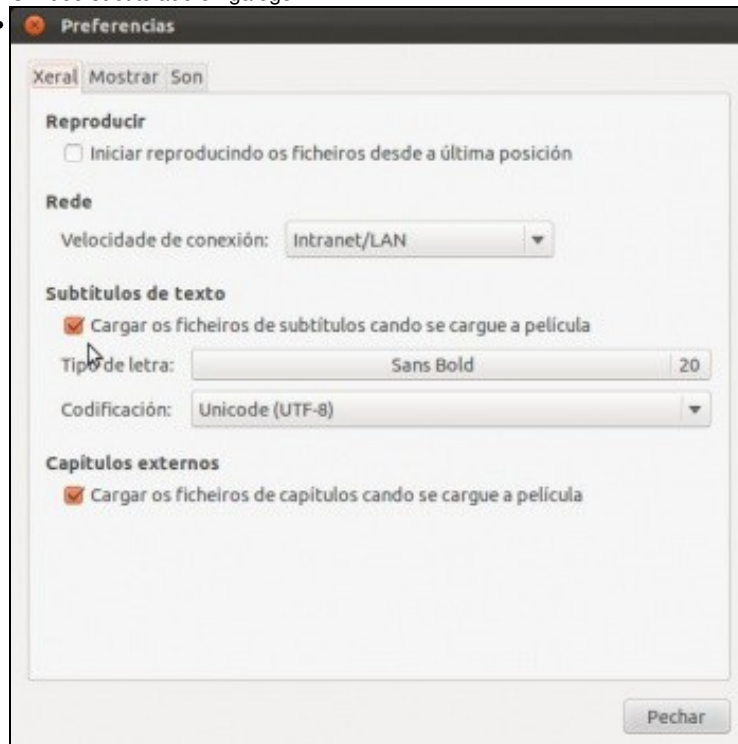 Preferencias
Xeral Mostrar Son
Reproducir
Iniciar reproducindo os ficheiros desde a última posición
Rede
Velocidade de conexión: Intranet/LAN
Subtítulos de texto
Cargar os ficheiros de subtítulos cando se cargue a película
Tipo de letra: Sans Bold 20
Codificación: Unicode (UTF-8)
Capítulos externos
Cargar os ficheiros de capítulos cando se cargue a película
Pechar